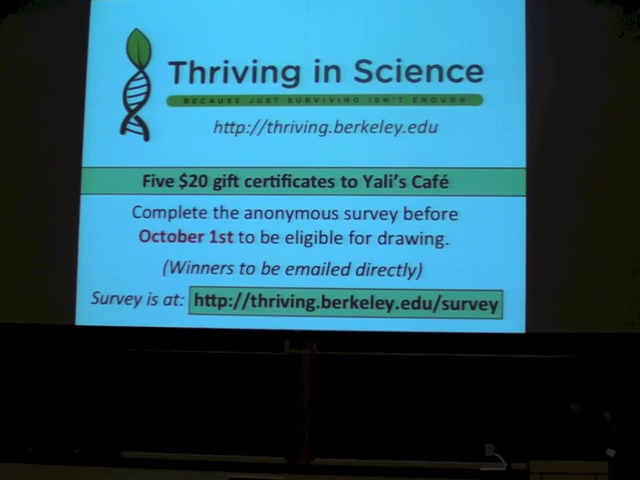 Thriving in Science
BECAUSE JUST SURVIVING ISN'T ENOUGH
http://thriving.berkeley.edu
Five $20 gift certificates to Yali's Café
Complete the anonymous survey before
October 1st to be eligible for drawing.
(Winners to be emailed directly)
Survey is at: http://thriving.berkeley.edu/survey